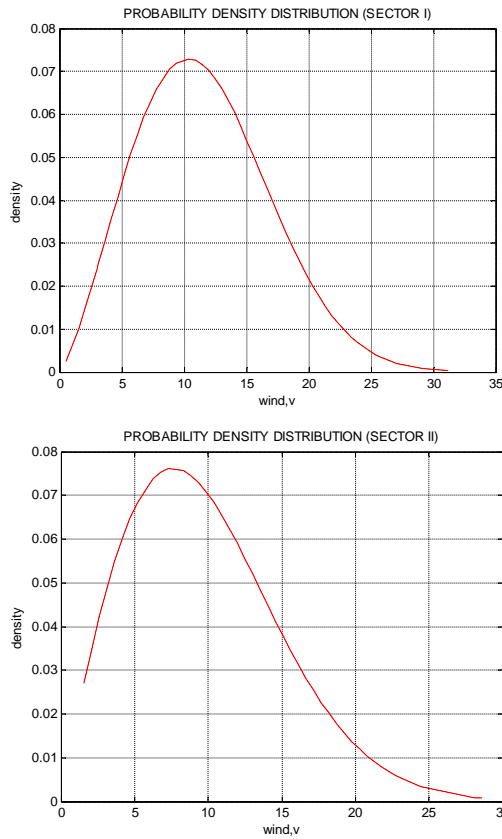 PROBABILITY DENSITY DISTRIBUTION (SECTOR I)
0.08
0.07
0.06
0.05
0.04
0.03
0.02
0.01
0
density
0 5 10 15 20 25 30 35
wind,v
PROBABILITY DENSITY DISTRIBUTION (SECTOR II)
0.08
0.07
0.06
0.05
0.04
0.03
0.02
0.01
0
density
0 5 10 15 20 25 30
wind,v